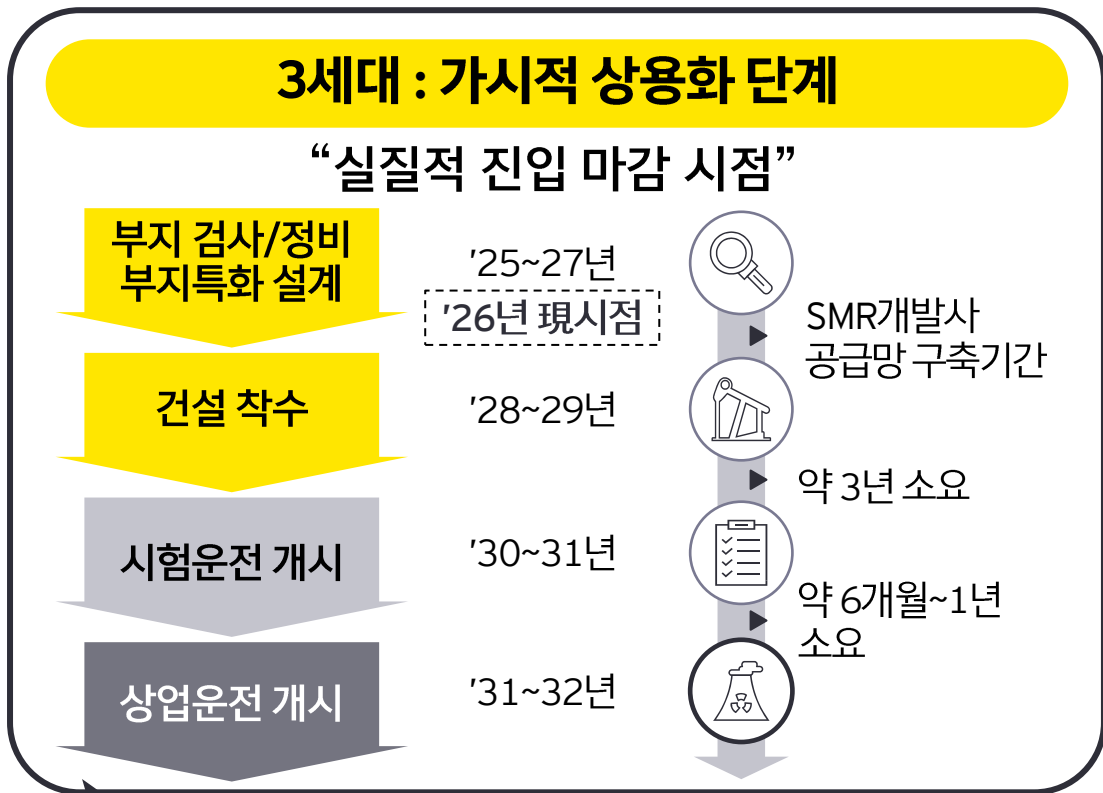 3세대 : 가시적 상용화 단계
“실질적 진입 마감 시점”
부지 검사/정비
부지특화 설계
'25~27년
'26년 現시점
SMR개발사
공급망 구축기간
건설 착수
'28~29년
약 3년 소요
시험운전 개시
'30~31년
약 6개월~1년
소요
상업운전 개시
'31~32년